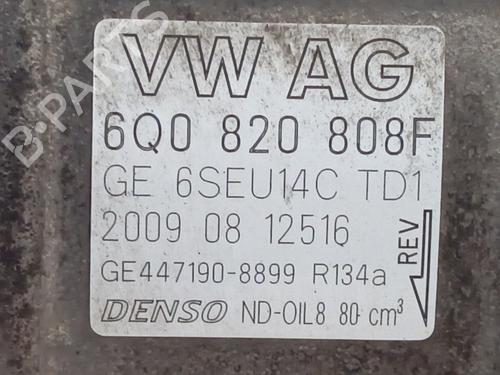 VW AG
6Q0 820 808F
GE 6SEU14C TD1
2009 08 12516
GE447190-8899 R134a
DENSO ND-OIL8 80 cm³
REV
B-PARTS